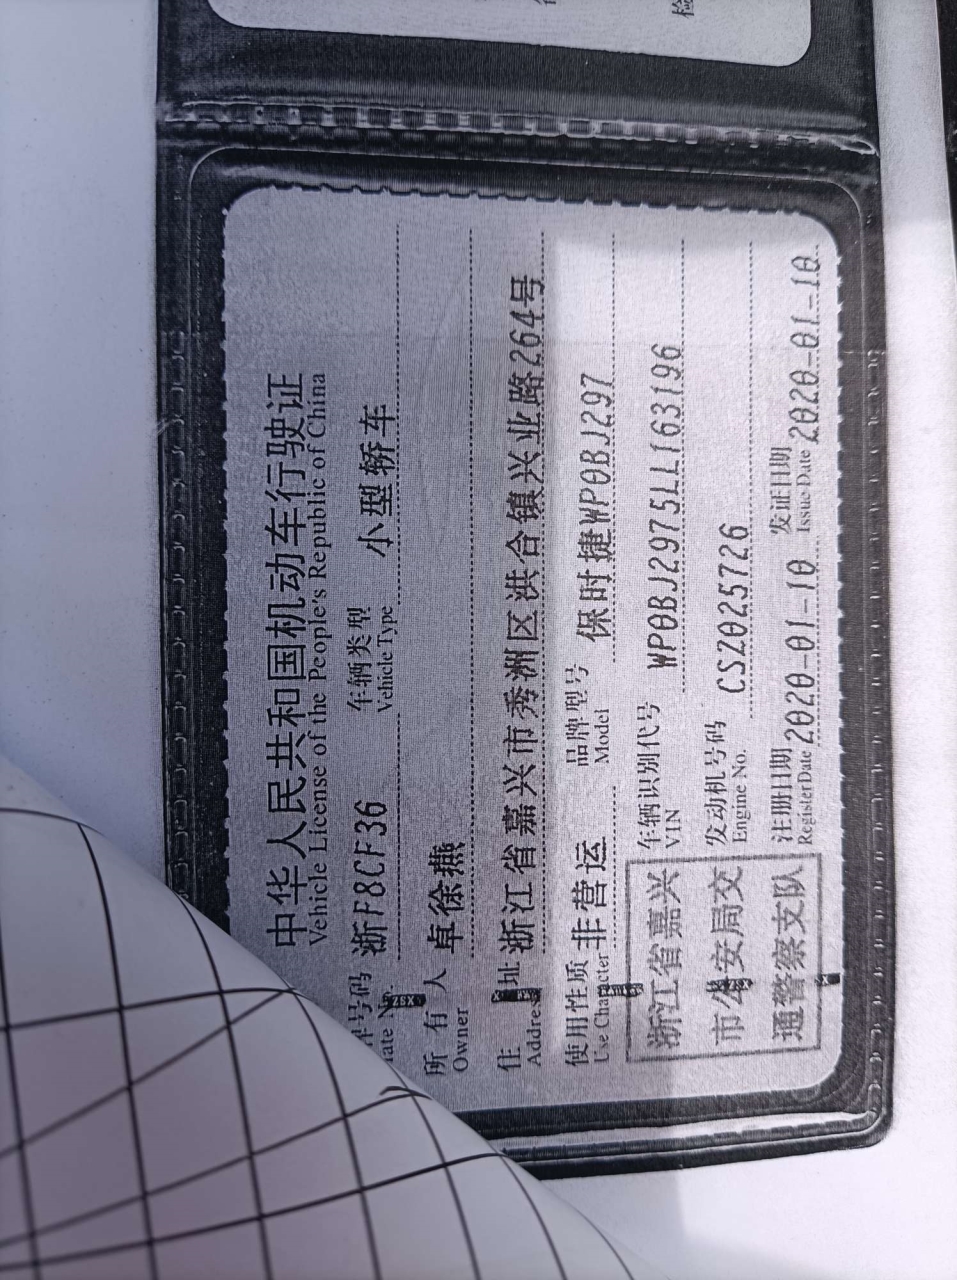 中华人民共和国机动车行驶证
Vehicle License of the People's Republic of China
号码 浙F8CF36 车辆类型 小型轿车
No. Vehicle Type
所有人 卓徐燕
Owner
住址 浙江省嘉兴市秀洲区洪合镇兴业路264号
Address
使用性质 非营运 品牌型号 保时捷WP0BJ297
Use Character Model
浙江省嘉兴
市公安局交
通警察支队
车辆识别代号 WP0BJ2975LL163196
VIN
发动机号码 CSZ025726
Engine No.
注册日期 2020-01-10 发证日期 2020-01-10
Register Date Issue Date